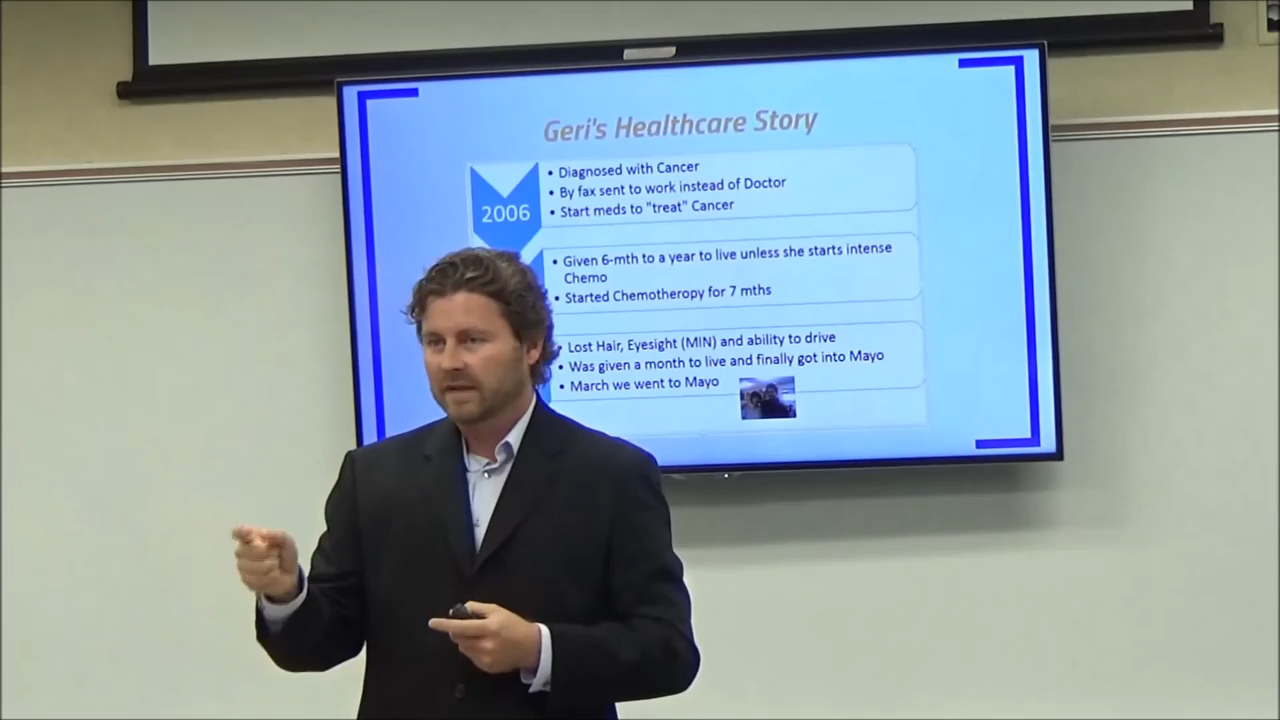 Geri's Healthcare Story
2006
• Diagnosed with Cancer
• By fax sent to work instead of Doctor
• Start meds to "treat" Cancer
• Given 6-mth to a year to live unless she starts intense
Chemo
• Started Chemotheropy for 7 mths
• Lost Hair, Eyesight (MIN) and ability to drive
• Was given a month to live and finally got into Mayo
• March we went to Mayo